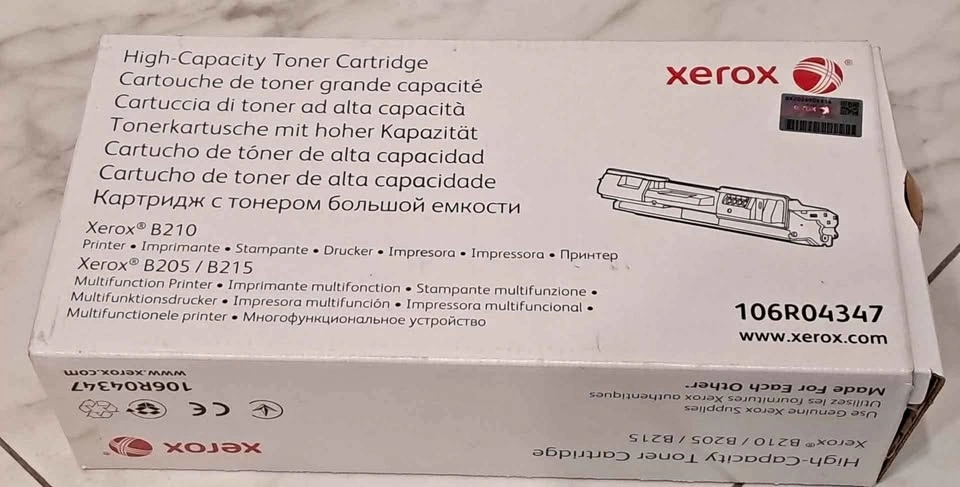 High-Capacity Toner Cartridge
Cartouche de toner grande capacité
Cartuccia di toner ad alta capacità
Tonerkartusche mit hoher Kapazität
Cartucho de tóner de alta capacidad
Cartucho de toner de alta capacidade
Картридж с тонером большой емкости
Xerox® B210
Printer • Imprimante • Stampante • Drucker • Impresora • Impressora • Принтер
Xerox® B205 / B215
Multifunction Printer • Imprimante multifonction • Stampante multifunzione •
Multifunktionsdrucker • Impresora multifunción • Impressora multifuncional •
Multifunctionele printer • Многофункциональное устройство
xerox ®
106R04347
www.xerox.com
High-Capacity Toner Cartridge
Xerox® B210 / B205 / B215
Use Genuine Xerox Supplies
Utilisez les fournitures Xerox authentiques
Made For Each Other.
xerox
CE
106R04347
www.xerox.com